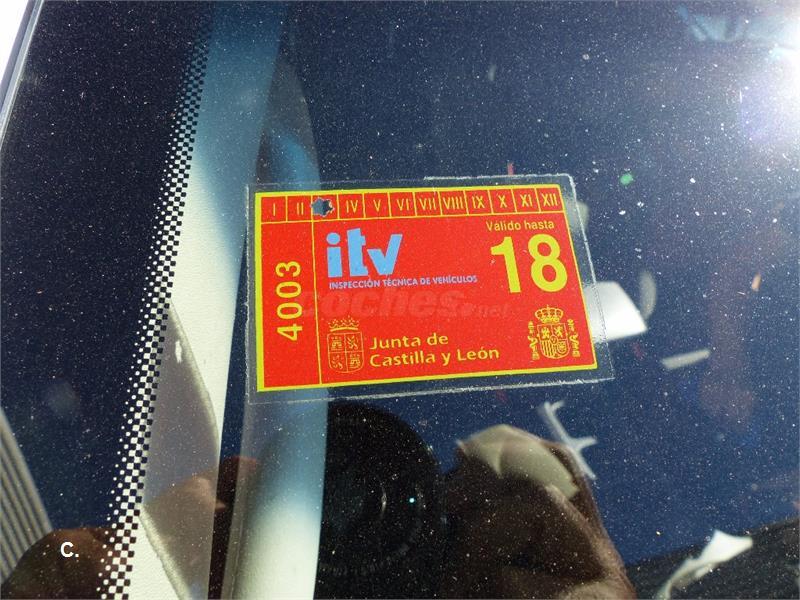 I II IV V VI VII VIII IX X XI XII
Válido hasta
itv 18
INSPECCIÓN TÉCNICA DE VEHÍCULOS
4003
coches.net
Junta de
Castilla y León
C.